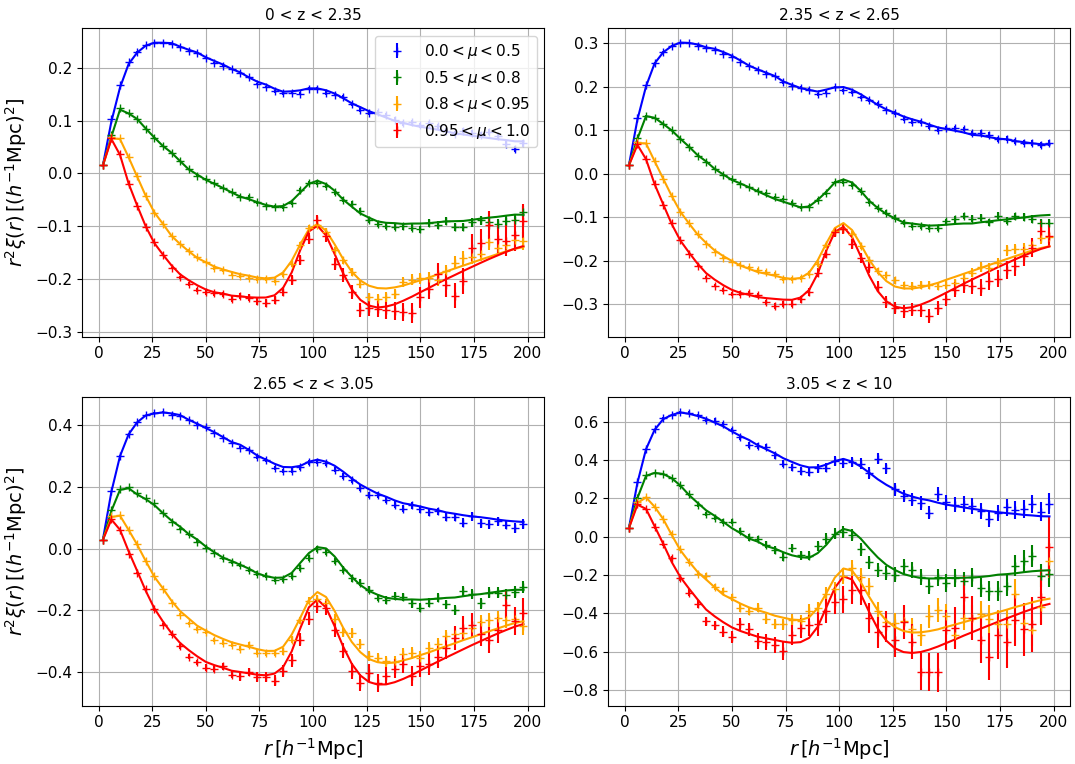 0 < z < 2.35
2.35 < z < 2.65
0.0 < μ < 0.5
0.5 < μ < 0.8
0.8 < μ < 0.95
0.95 < μ < 1.0
r²ξ(r) [(h⁻¹Mpc)²]
0.2
0.1
0.0
−0.1
−0.2
−0.3
0 25 50 75 100 125 150 175 200
0.3
0.2
0.1
0.0
−0.1
−0.2
−0.3
0 25 50 75 100 125 150 175 200
2.65 < z < 3.05
3.05 < z < 10
r²ξ(r) [(h⁻¹Mpc)²]
0.4
0.2
0.0
−0.2
−0.4
0 25 50 75 100 125 150 175 200
r [h⁻¹Mpc]
0.6
0.4
0.2
0.0
−0.2
−0.4
−0.6
−0.8
0 25 50 75 100 125 150 175 200
r [h⁻¹Mpc]